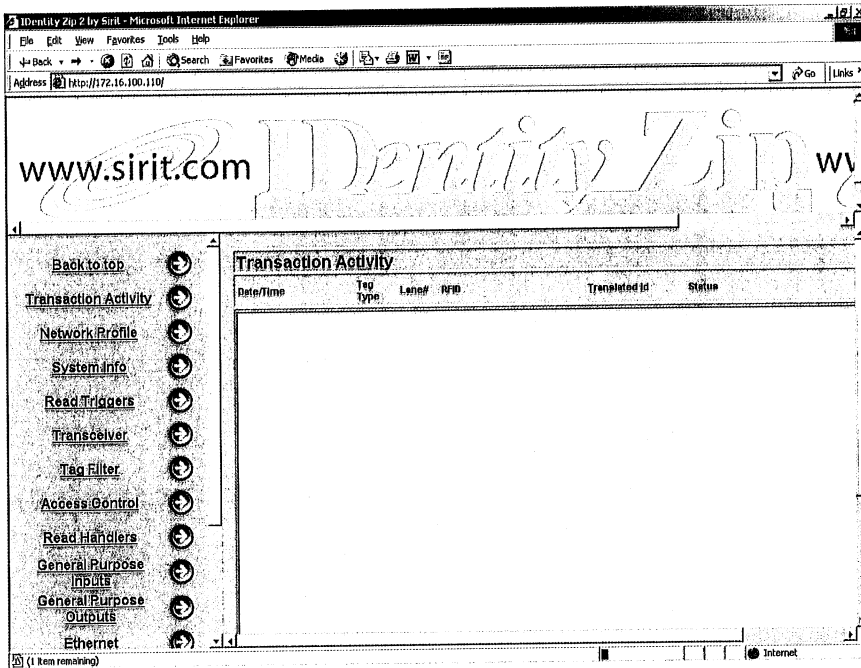 IDentity Zip 2 by Sirit - Microsoft Internet Explorer
File Edit View Favorites Tools Help
Back Search Favorites Media
Address http://172.16.100.110/ Go Links
www.sirit.com IDentity Zip
Back to top
Transaction Activity
Network Profile
System Info
Read Triggers
Transceiver
Tag Filter
Access Control
Read Handlers
General Purpose
Inputs
General Purpose
Outputs
Ethernet
Transaction Activity
Date/Time Tag Type Lane# RFID Translated Id Status
(1 item remaining) Internet